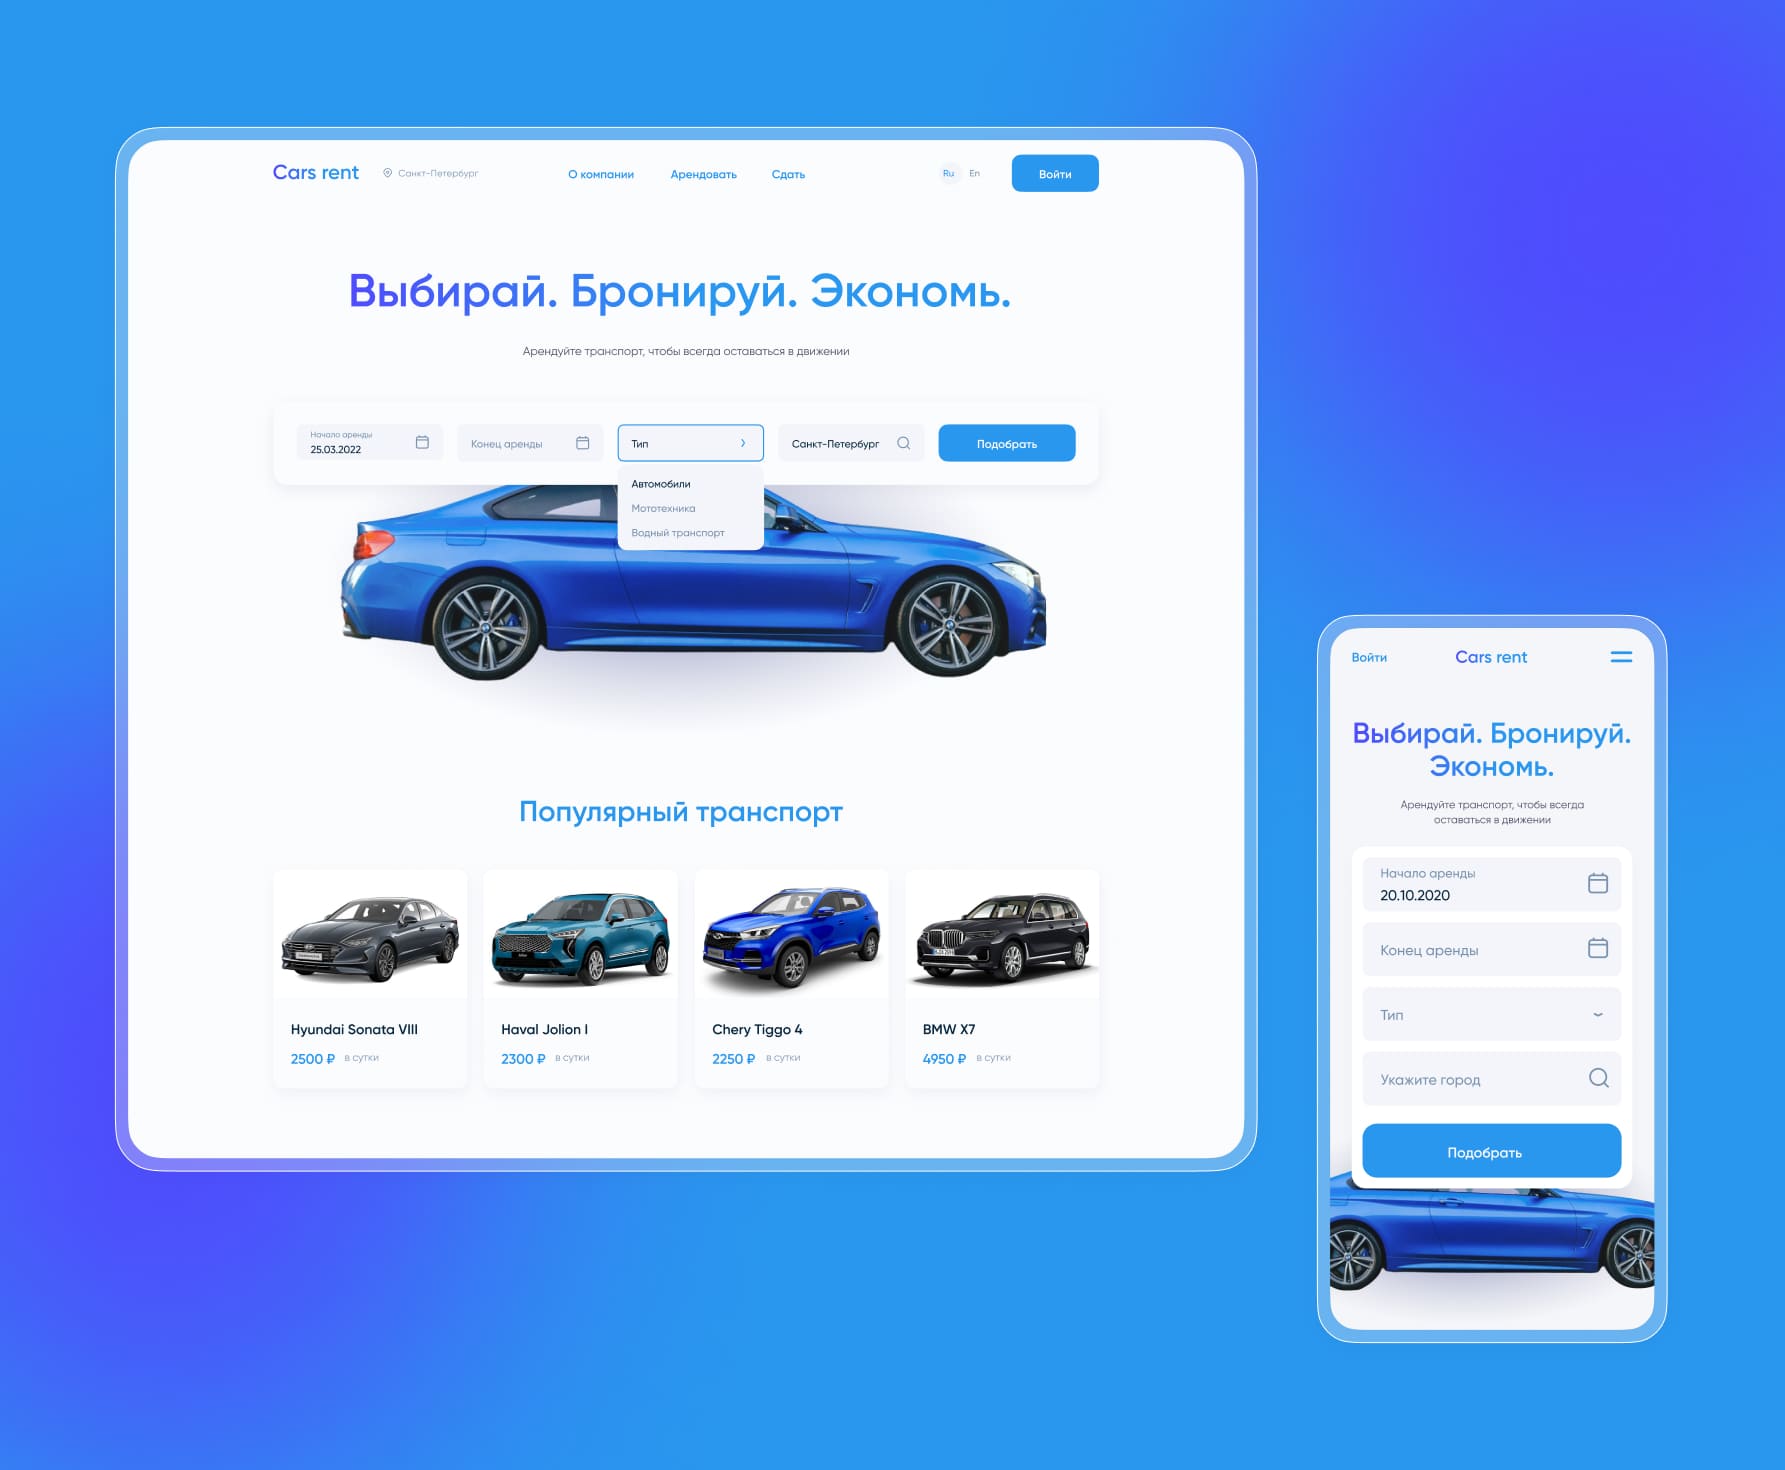 Cars rent
Санкт-Петербург
О компании
Арендовать
Сдать
Ru
En
Войти
Выбирай. Бронируй. Экономь.
Арендуйте транспорт, чтобы всегда оставаться в движении
Начало аренды
25.03.2022
Конец аренды
Тип
Санкт-Петербург
Подобрать
Автомобили
Мототехника
Водный транспорт
Популярный транспорт
Hyundai Sonata VIII
2500 ₽ в сутки
Haval Jolion I
2300 ₽ в сутки
Chery Tiggo 4
2250 ₽ в сутки
BMW X7
4950 ₽ в сутки
Войти
Cars rent
Выбирай. Бронируй.
Экономь.
Арендуйте транспорт, чтобы всегда
оставаться в движении
Начало аренды
20.10.2020
Конец аренды
Тип
Укажите город
Подобрать